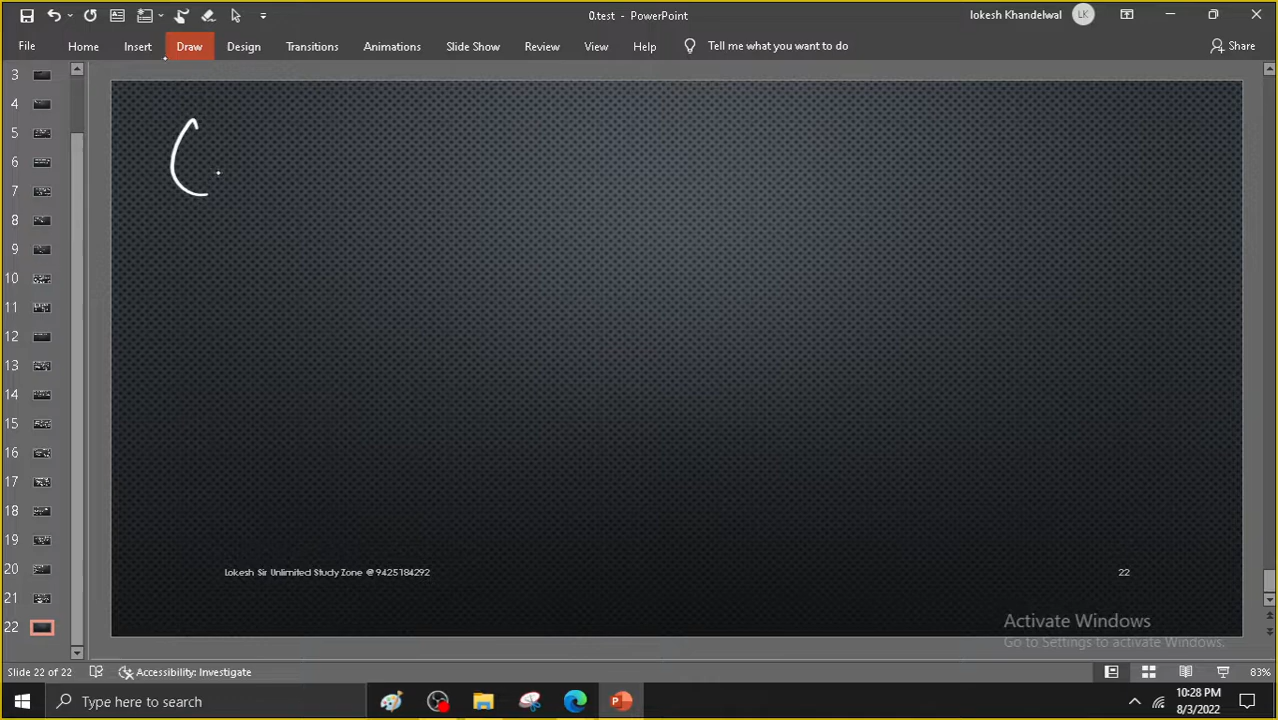 0.test - PowerPoint
lokesh Khandelwal LK
File Home Insert Draw Design Transitions Animations Slide Show Review View Help Tell me what you want to do Share
3
4
5
6
7
8
9
10
11
12
13
14
15
16
17
18
19
20
21
22
Lokesh Sir Unlimited Study Zone @ 9425184292 22
Activate Windows
Go to Settings to activate Windows.
Slide 22 of 22 Accessibility: Investigate 83%
Type here to search
10:28 PM
8/3/2022